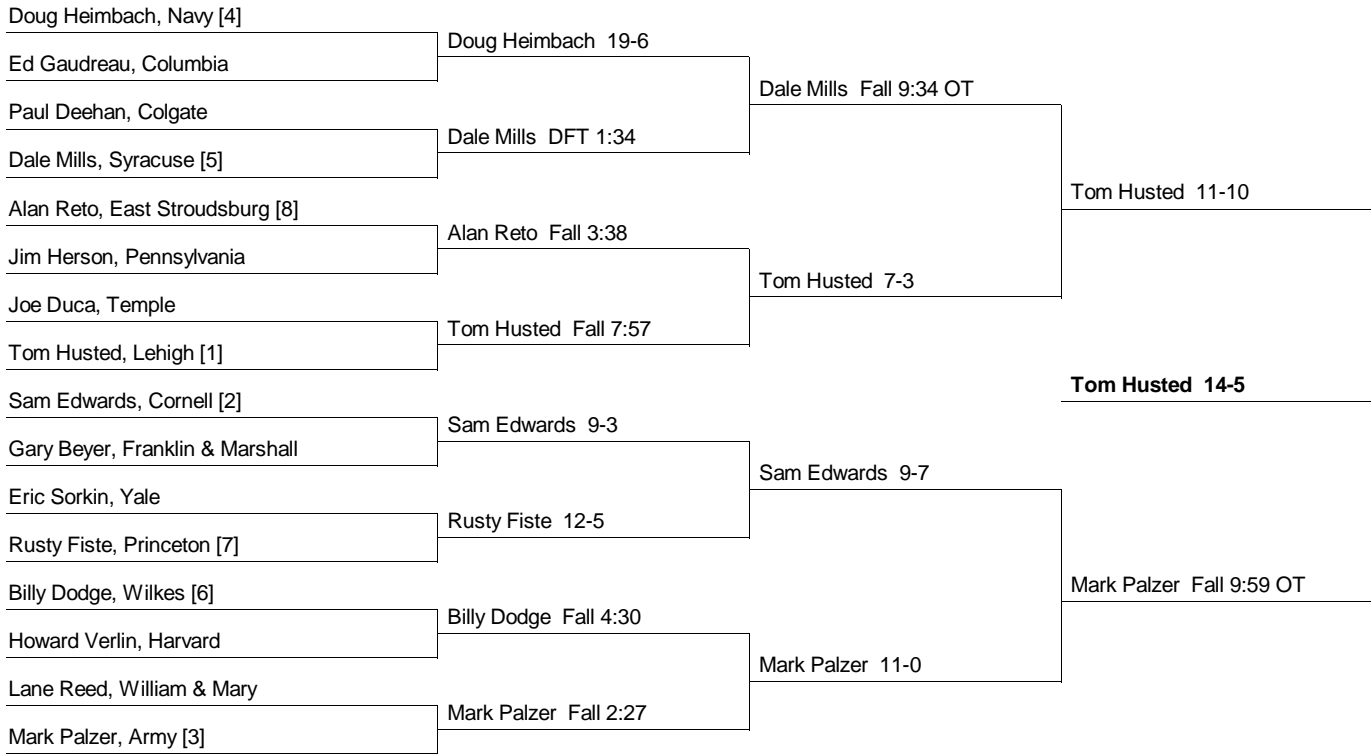 Doug Heimbach, Navy [4]
Ed Gaudreau, Columbia
Paul Deehan, Colgate
Dale Mills, Syracuse [5]
Alan Reto, East Stroudsburg [8]
Jim Herson, Pennsylvania
Joe Duca, Temple
Tom Husted, Lehigh [1]
Sam Edwards, Cornell [2]
Gary Beyer, Franklin & Marshall
Eric Sorkin, Yale
Rusty Fiste, Princeton [7]
Billy Dodge, Wilkes [6]
Howard Verlin, Harvard
Lane Reed, William & Mary
Mark Palzer, Army [3]
Doug Heimbach 19-6
Dale Mills DFT 1:34
Alan Reto Fall 3:38
Tom Husted Fall 7:57
Sam Edwards 9-3
Rusty Fiste 12-5
Billy Dodge Fall 4:30
Mark Palzer Fall 2:27
Dale Mills Fall 9:34 OT
Tom Husted 7-3
Sam Edwards 9-7
Mark Palzer 11-0
Tom Husted 11-10
Tom Husted 14-5
Mark Palzer Fall 9:59 OT